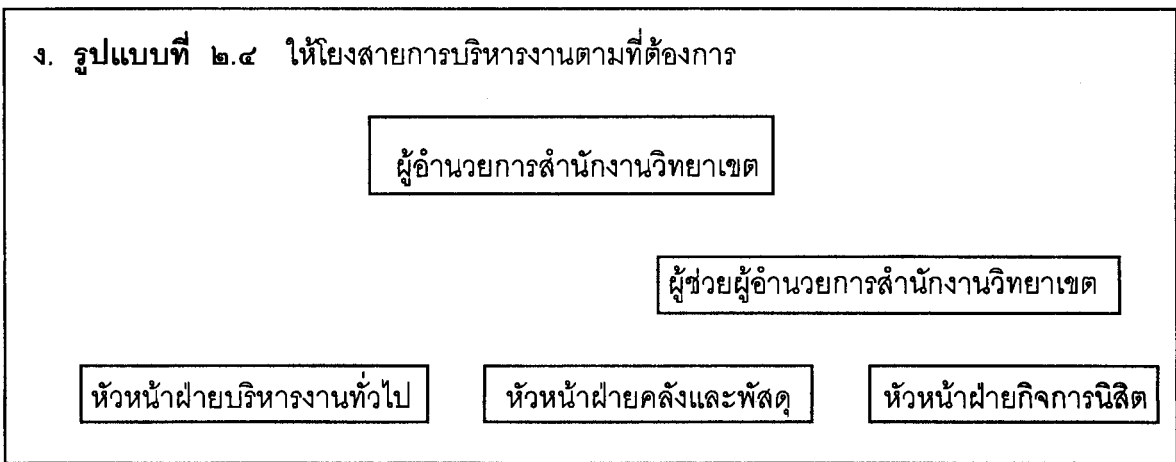 ง. รูปแบบที่ ๒.๔ ให้โยงสายการบริหารงานตามที่ต้องการ
ผู้อำนวยการสำนักงานวิทยาเขต
ผู้ช่วยผู้อำนวยการสำนักงานวิทยาเขต
หัวหน้าฝ่ายบริหารงานทั่วไป
หัวหน้าฝ่ายคลังและพัสดุ
หัวหน้าฝ่ายกิจการนิสิต